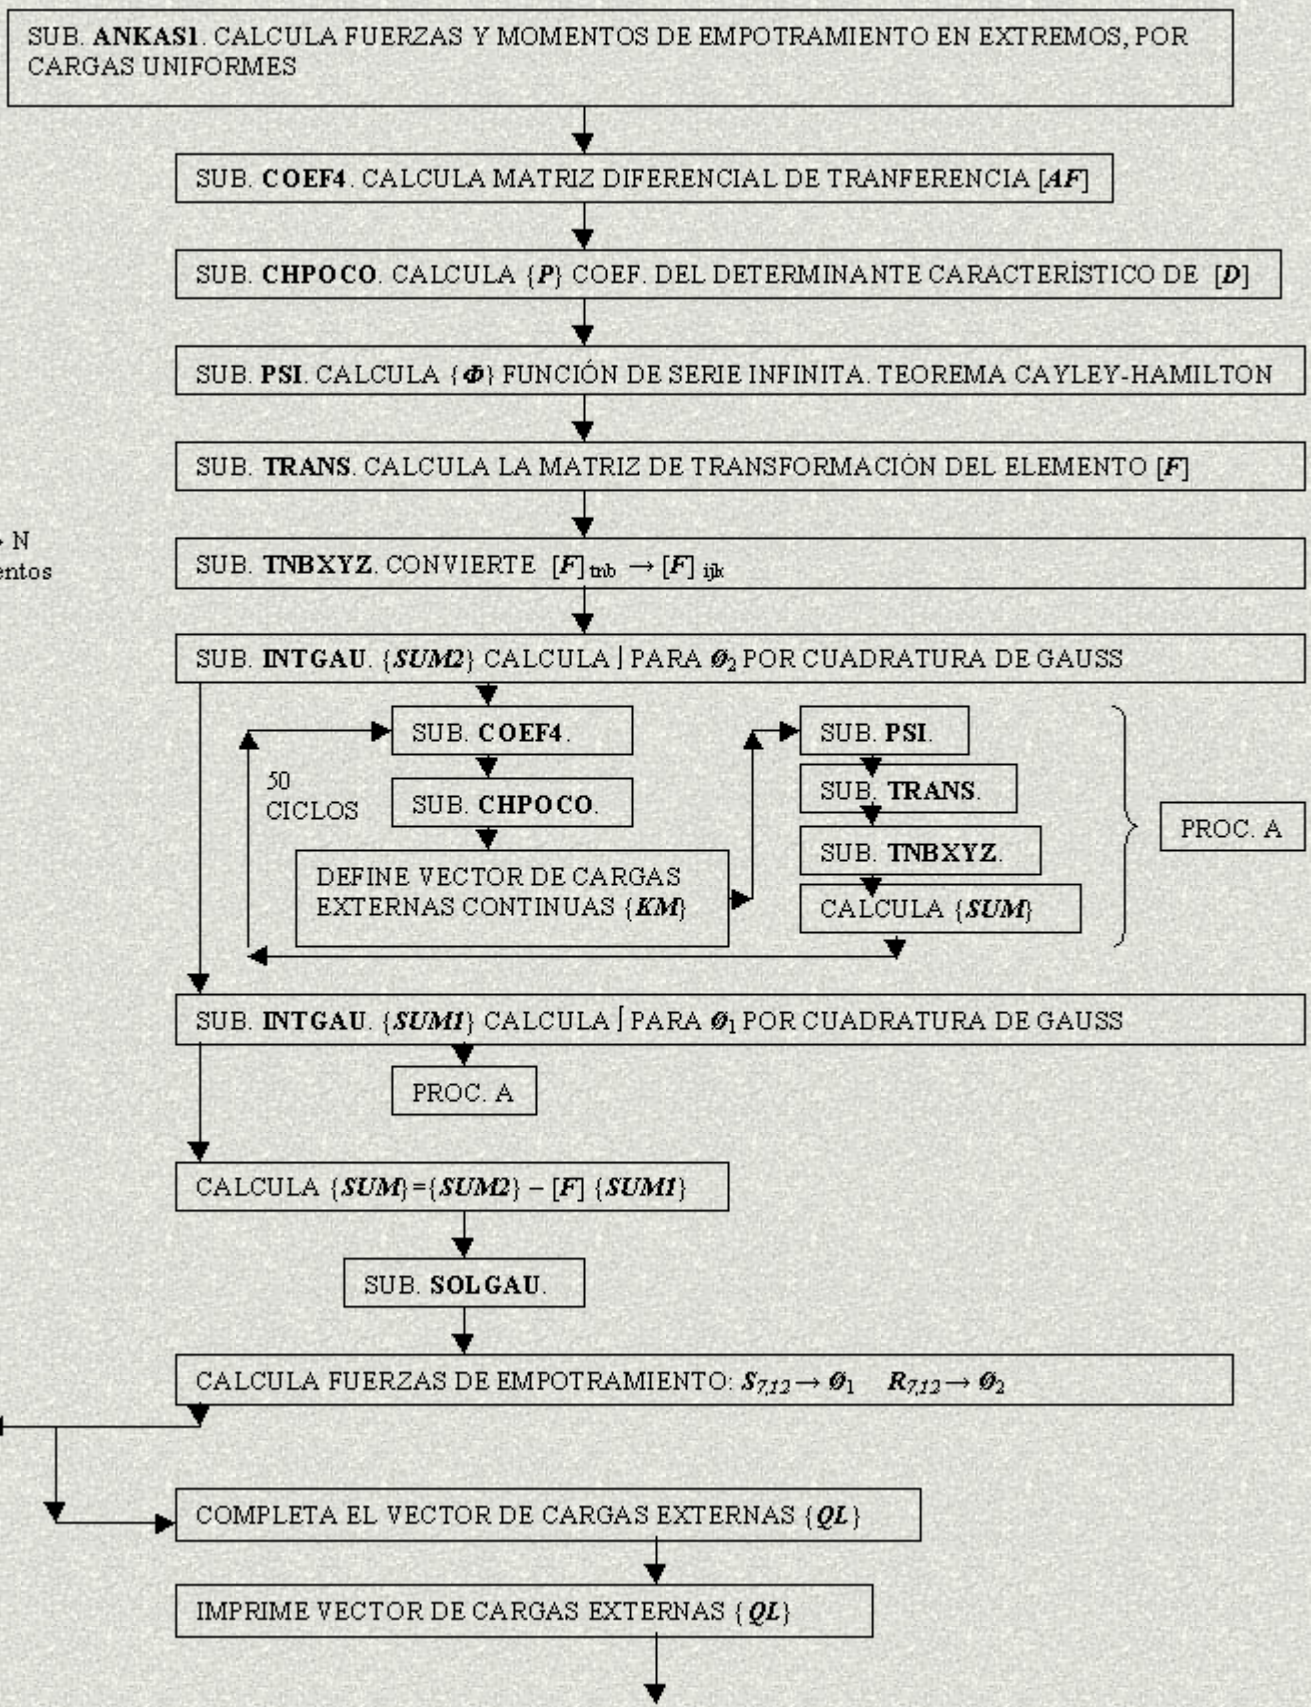 SUB. ANKAS1. CALCULA FUERZAS Y MOMENTOS DE EMPOTRAMIENTO EN EXTREMOS, POR
CARGAS UNIFORMES
SUB. COEF4. CALCULA MATRIZ DIFERENCIAL DE TRANFERENCIA [AF]
SUB. CHPOCO. CALCULA {P} COEF. DEL DETERMINANTE CARACTERÍSTICO DE [D]
SUB. PSI. CALCULA {Φ} FUNCIÓN DE SERIE INFINITA. TEOREMA CAYLEY-HAMILTON
SUB. TRANS. CALCULA LA MATRIZ DE TRANSFORMACIÓN DEL ELEMENTO [F]
→ N
entos
SUB. TNBXYZ. CONVIERTE [F] tnb → [F] ijk
SUB. INTGAU. {SUM2} CALCULA ∫ PARA Ø2 POR CUADRATURA DE GAUSS
SUB. COEF4.
50
CICLOS
SUB. CHPOCO.
DEFINE VECTOR DE CARGAS
EXTERNAS CONTINUAS {KM}
SUB. PSI.
SUB. TRANS.
SUB. TNBXYZ.
CALCULA {SUM}
PROC. A
SUB. INTGAU. {SUM1} CALCULA ∫ PARA Ø1 POR CUADRATURA DE GAUSS
PROC. A
CALCULA {SUM}={SUM2} – [F] {SUM1}
SUB. SOLGAU.
CALCULA FUERZAS DE EMPOTRAMIENTO: S7,12 → Ø1 R7,12 → Ø2
COMPLETA EL VECTOR DE CARGAS EXTERNAS {QL}
IMPRIME VECTOR DE CARGAS EXTERNAS {QL}